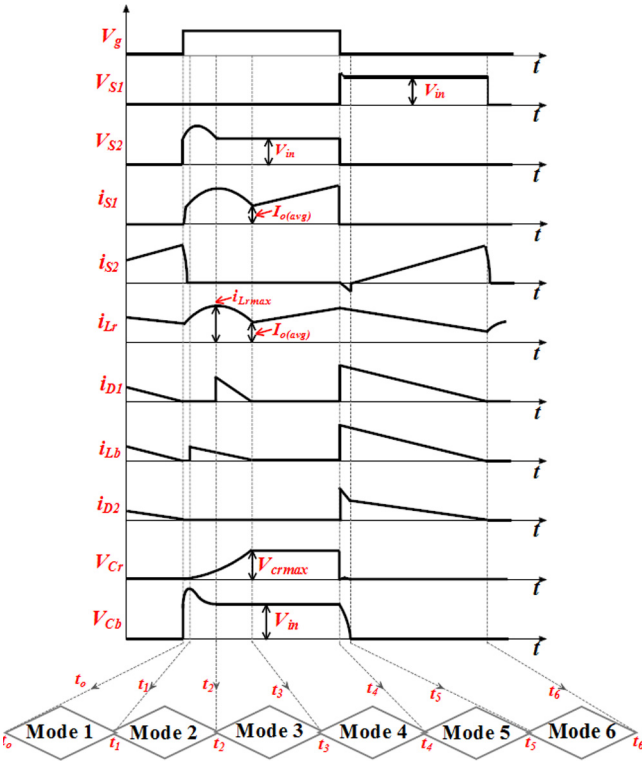 Vg
t
VS1
Vin
t
VS2
Vin
t
iS1
Io(avg)
t
iS2
t
iLrmax
iLr
Io(avg)
t
iD1
t
iLb
t
iD2
t
VCr
Vcrmax
t
VCb
Vin
t
to t1 t2 t3 t4 t5 t6
Mode 1 Mode 2 Mode 3 Mode 4 Mode 5 Mode 6
to t1 t2 t3 t4 t5 t6